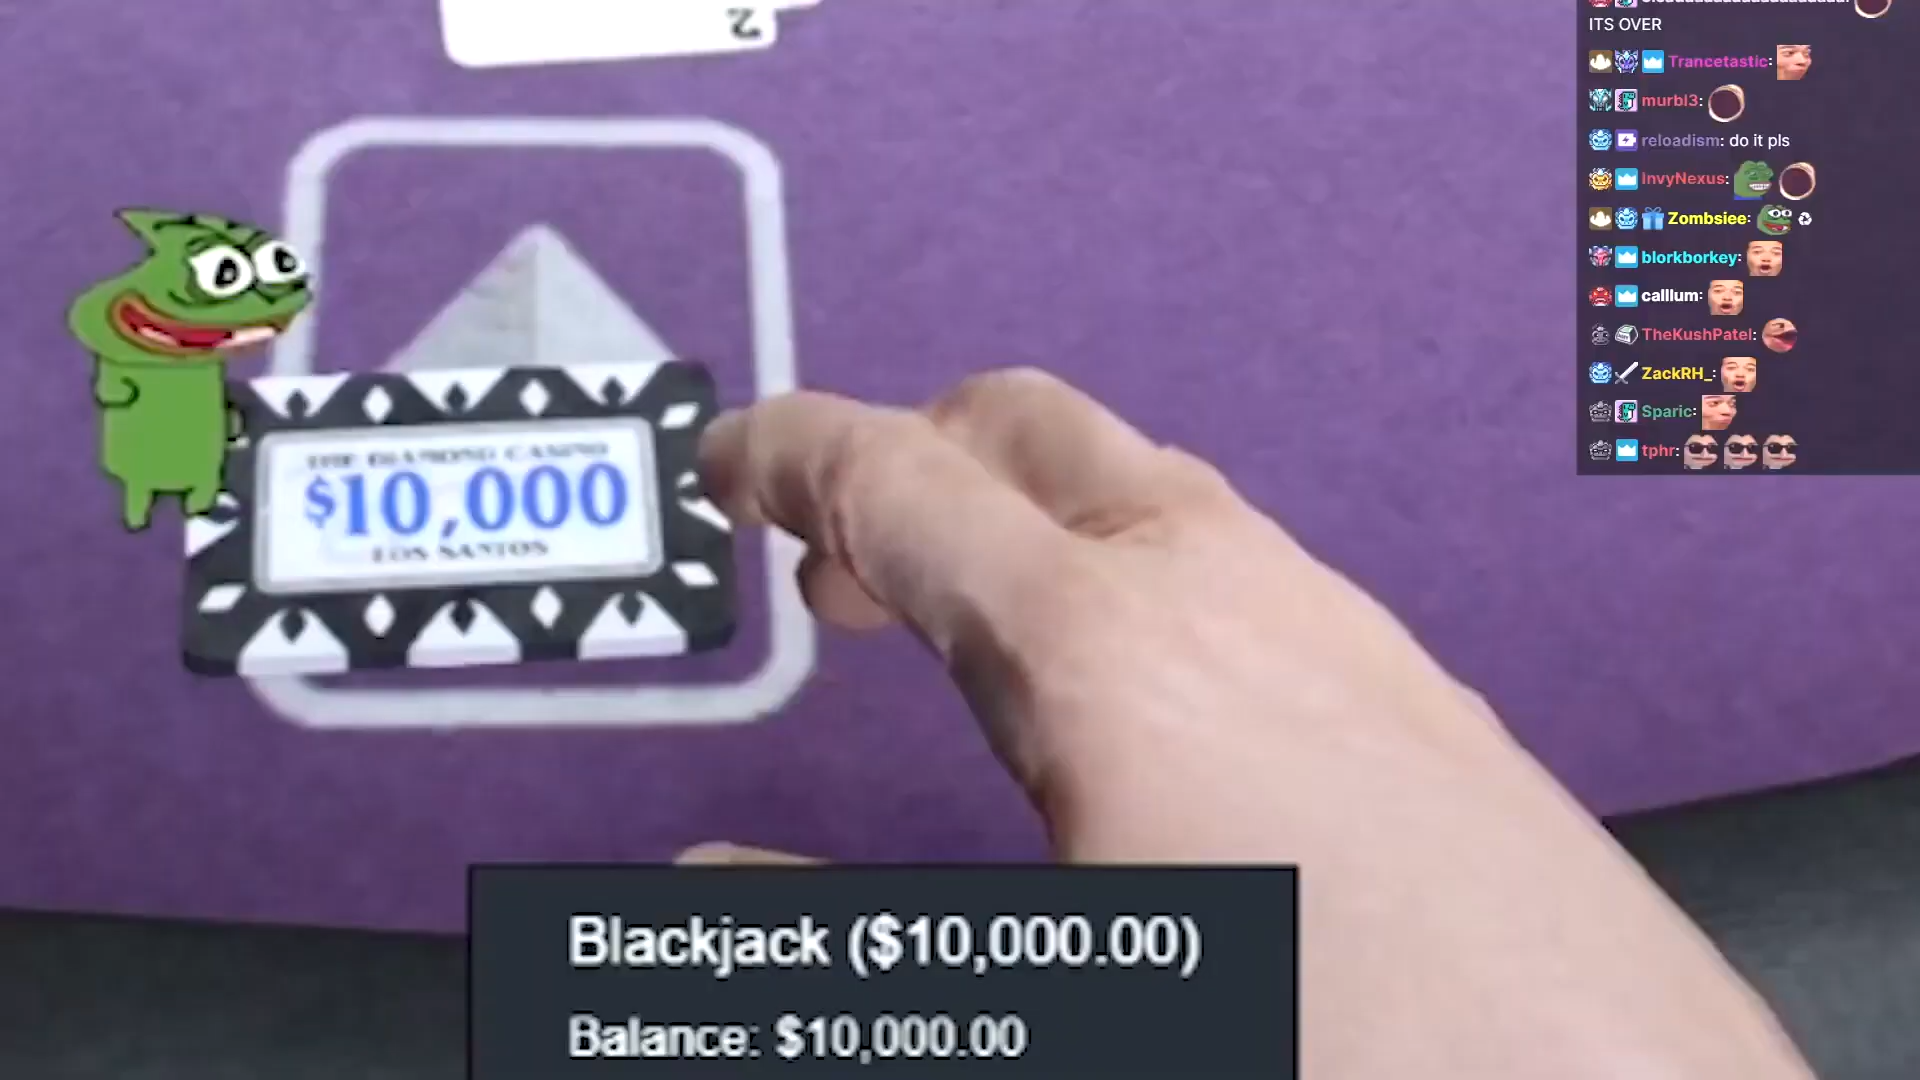 2
THE DIAMOND CASINO
$10,000
LOS SANTOS
Blackjack ($10,000.00)
Balance: $10,000.00
ITS OVER
Trancetastic:
murbl3:
reloadism: do it pls
InvyNexus:
Zombsiee:
blorkborkey:
calllum:
TheKushPatel:
ZackRH_:
Sparic:
tphr: